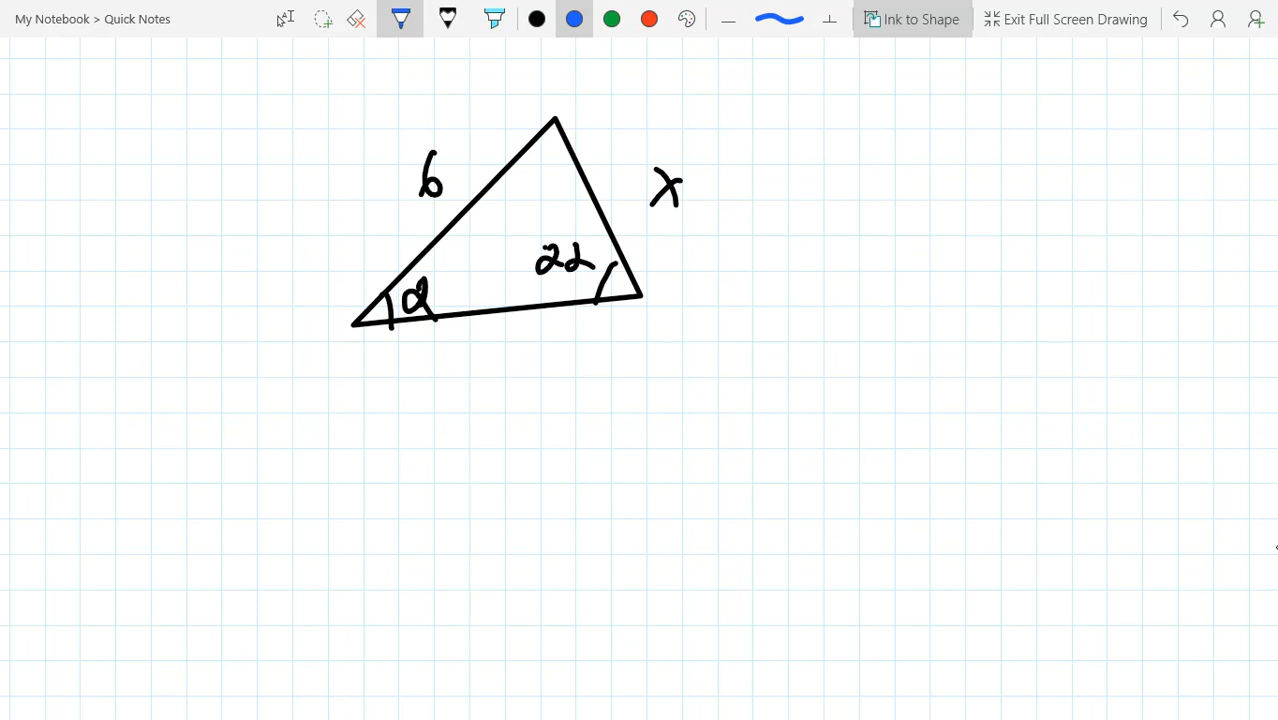 My Notebook > Quick Notes
Ink to Shape
Exit Full Screen Drawing
6
x
2α
α